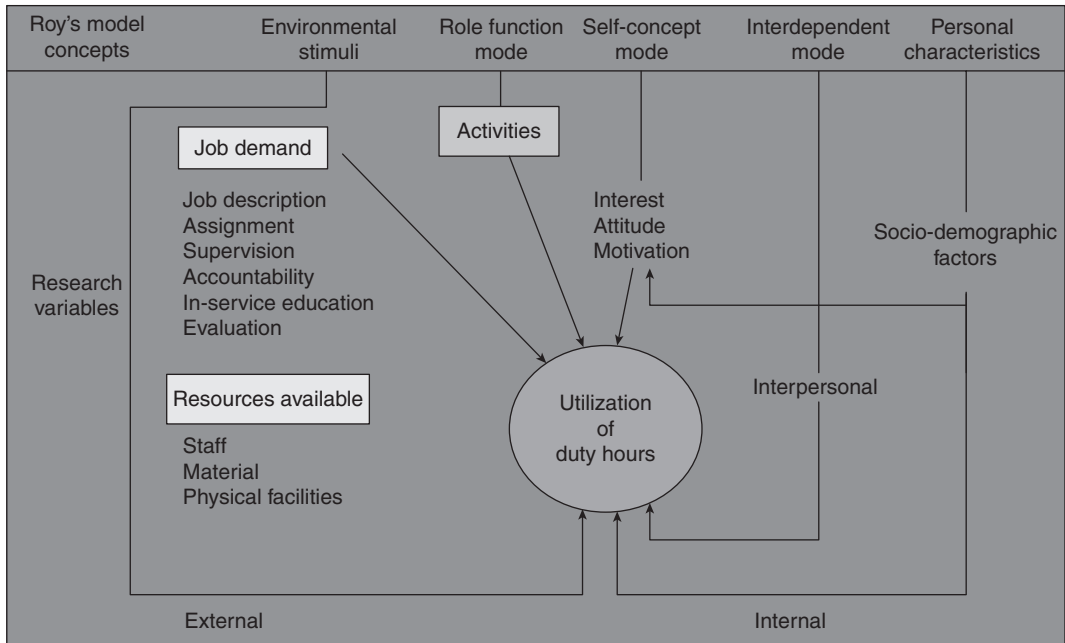 Roy's model
concepts
Environmental
stimuli
Role function
mode
Self-concept
mode
Interdependent
mode
Personal
characteristics
Research
variables
Job demand
Job description
Assignment
Supervision
Accountability
In-service education
Evaluation
Resources available
Staff
Material
Physical facilities
Activities
Interest
Attitude
Motivation
Socio-demographic
factors
Interpersonal
Utilization
of
duty hours
External
Internal